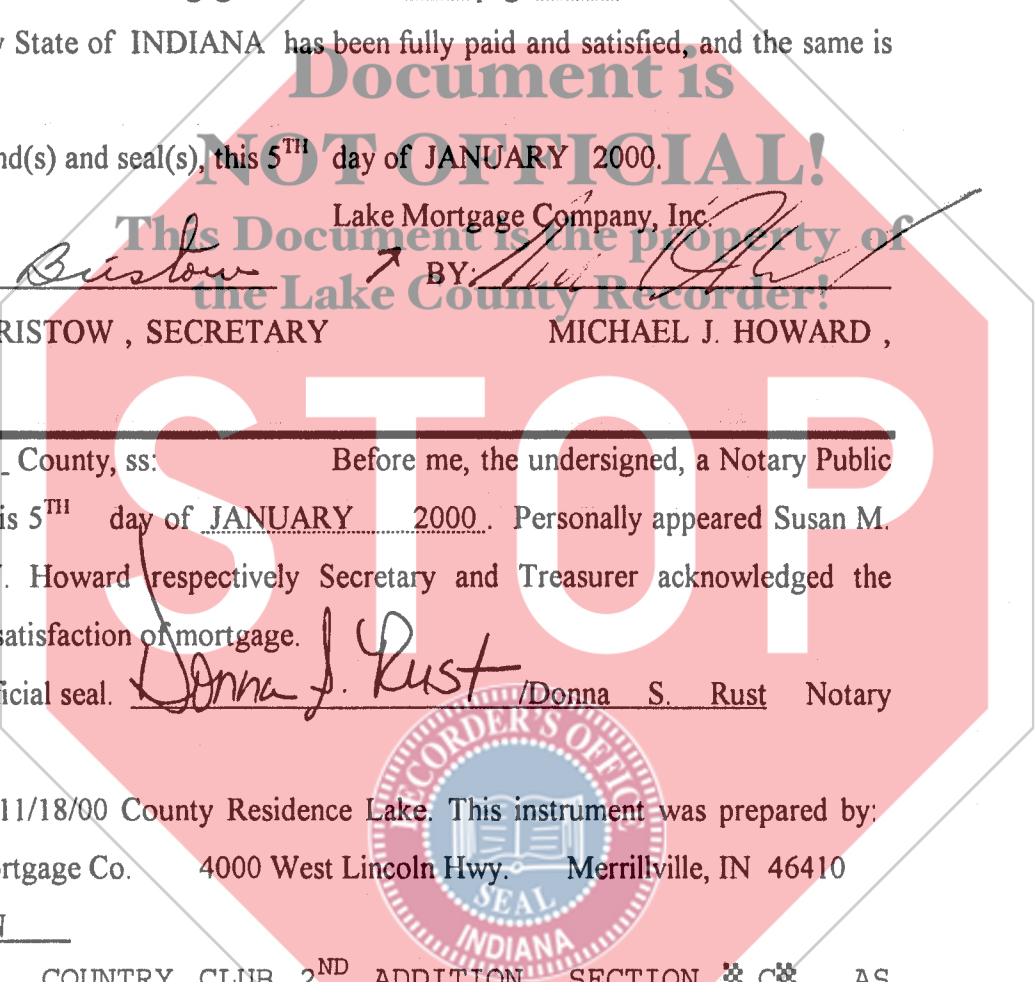 State of INDIANA has been fully paid and satisfied, and the same is
Document is
nd(s) and seal(s), this 5TH day of JANUARY 2000.
NOT OFFICIAL!
Lake Mortgage Company, Inc.
This Document is the property of
Bristow BY:
the Lake County Recorder!
RISTOW , SECRETARY MICHAEL J. HOWARD ,
STOP
County, ss: Before me, the undersigned, a Notary Public
is 5TH day of JANUARY 2000. Personally appeared Susan M.
J. Howard respectively Secretary and Treasurer acknowledged the
satisfaction of mortgage.
ficial seal. Donna S. Rust /Donna S. Rust Notary
RECORDER'S OFFICE
11/18/00 County Residence Lake. This instrument was prepared by:
ortgage Co. 4000 West Lincoln Hwy. Merrillville, IN 46410
SEAL
INDIANA
COUNTRY CLUB 2ND ADDITION SECTION C AS